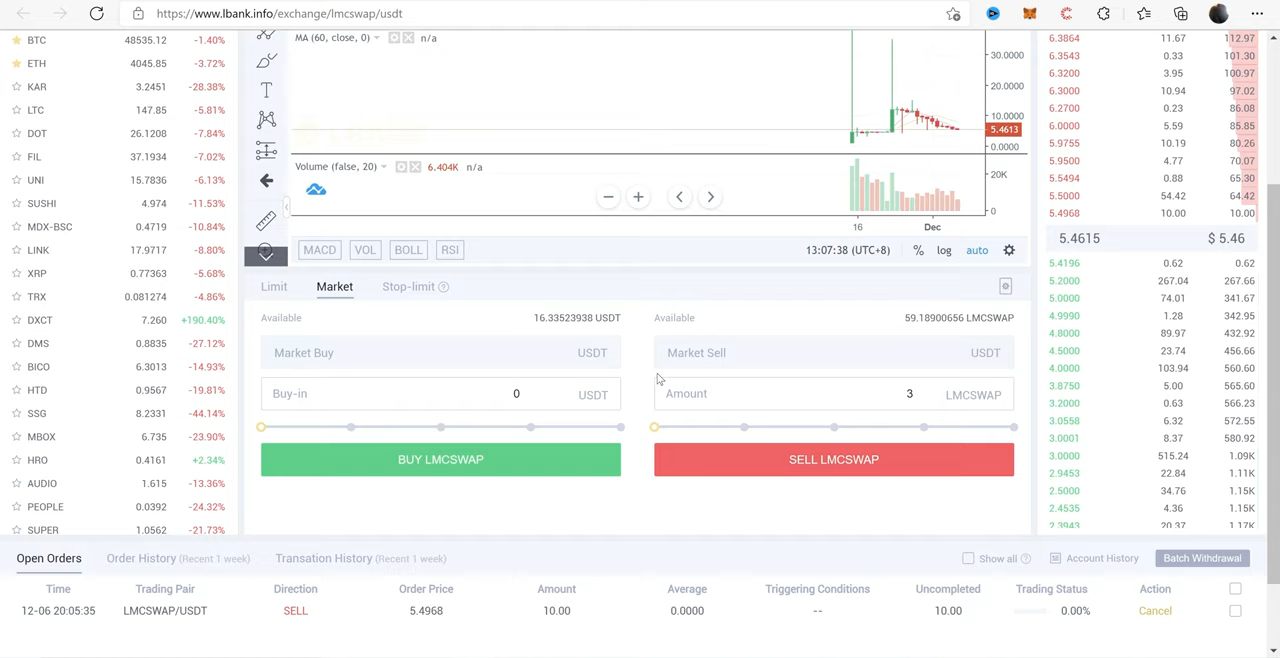 https://www.lbank.info/exchange/lmcswap/usdt
BTC 48535.12 -1.40%
ETH 4045.85 -3.72%
KAR 3.2451 -28.38%
LTC 147.85 -5.81%
DOT 26.1208 -7.84%
FIL 37.1934 -7.02%
UNI 15.7836 -6.13%
SUSHI 4.974 -11.53%
MDX-BSC 0.4719 -10.84%
LINK 17.9717 -8.80%
XRP 0.77363 -5.68%
TRX 0.081274 -4.86%
DXCT 7.260 +190.40%
DMS 0.8835 -27.12%
BICO 6.3013 -14.93%
HTD 0.9567 -19.81%
SSG 8.2331 -44.14%
MBOX 6.735 -23.90%
HRO 0.4161 +2.34%
AUDIO 1.615 -13.36%
PEOPLE 0.0392 -24.32%
SUPER 1.0562 -21.73%
MA (60, close, 0) n/a
30.0000
20.0000
10.0000
5.4613
0.0000
Volume (false, 20) 6.404K n/a
20K
0
16 Dec
MACD VOL BOLL RSI 13:07:38 (UTC+8) % log auto
Limit Market Stop-limit
Available 16.33523938 USDT
Market Buy USDT
Buy-in 0 USDT
BUY LMCSWAP
Available 59.18900656 LMCSWAP
Market Sell USDT
Amount 3 LMCSWAP
SELL LMCSWAP
6.3864 11.67 112.97
6.3543 0.33 101.30
6.3200 3.95 100.97
6.3000 10.94 97.02
6.2700 0.23 86.08
6.0000 5.59 85.85
5.9755 10.19 80.26
5.9500 4.77 70.07
5.5494 0.88 65.30
5.5000 54.42 64.42
5.4968 10.00 10.00
5.4615 $ 5.46
5.4196 0.62 0.62
5.2000 267.04 267.66
5.0000 74.01 341.67
4.9990 1.28 342.95
4.8000 89.97 432.92
4.5000 23.74 456.66
4.0000 103.94 560.60
3.8750 5.00 565.60
3.2000 0.63 566.23
3.0558 6.32 572.55
3.0001 8.37 580.92
3.0000 515.24 1.09K
2.9453 22.84 1.11K
2.5000 34.76 1.15K
2.4535 4.36 1.15K
2.3943 20.37 1.17K
Open Orders Order History (Recent 1 week) Transation History (Recent 1 week) Show all Account History Batch Withdrawal
Time Trading Pair Direction Order Price Amount Average Triggering Conditions Uncompleted Trading Status Action
12-06 20:05:35 LMCSWAP/USDT SELL 5.4968 10.00 0.0000 -- 10.00 0.00% Cancel